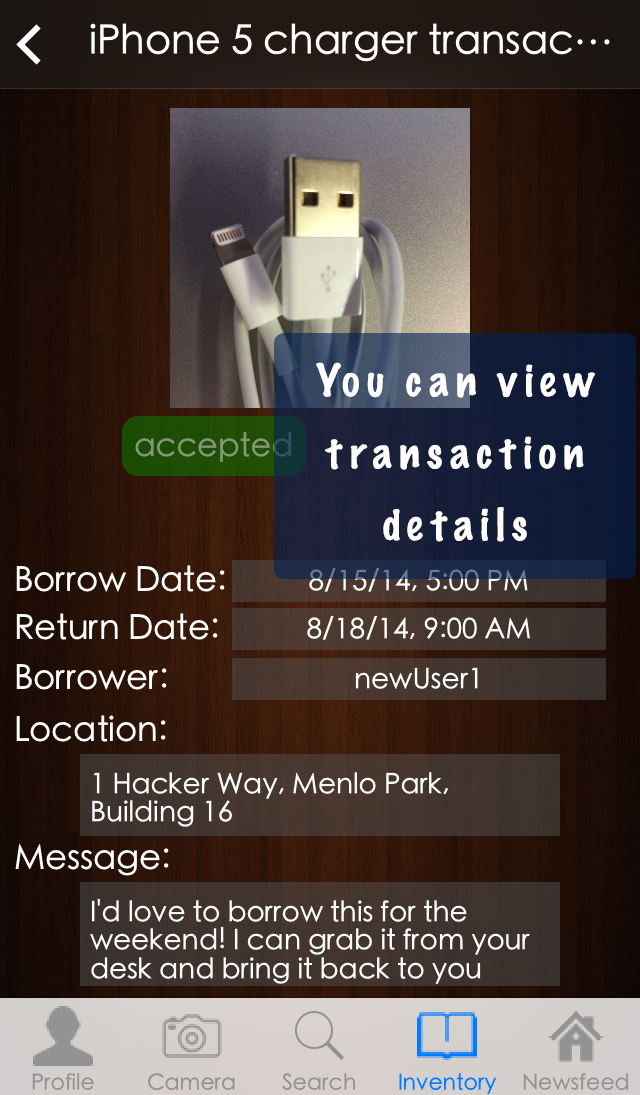 iPhone 5 charger transac...
You can view
transaction
details
accepted
Borrow Date: 8/15/14, 5:00 PM
Return Date: 8/18/14, 9:00 AM
Borrower: newUser1
Location:
1 Hacker Way, Menlo Park,
Building 16
Message:
I'd love to borrow this for the
weekend! I can grab it from your
desk and bring it back to you
Profile Camera Search Inventory Newsfeed